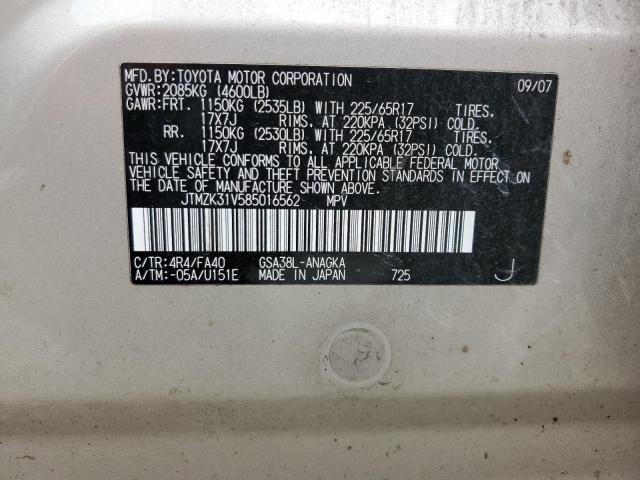 MFD.BY:TOYOTA MOTOR CORPORATION 09/07
GVWR:2085KG (4600LB)
GAWR:FRT. 1150KG (2535LB) WITH 225/65R17 TIRES,
17X7J RIMS, AT 220KPA (32PSI) COLD.
RR. 1150KG (2530LB) WITH 225/65R17 TIRES,
17X7J RIMS, AT 220KPA (32PSI) COLD.
THIS VEHICLE CONFORMS TO ALL APPLICABLE FEDERAL MOTOR
VEHICLE SAFETY AND THEFT PREVENTION STANDARDS IN
EFFECT ON THE DATE OF MANUFACTURE SHOWN ABOVE.
JTMZK31V585016562 MPV
C/TR:4R4/FA40 GSA38L-ANAGKA
A/TM:-05A/U151E MADE IN JAPAN 725 J